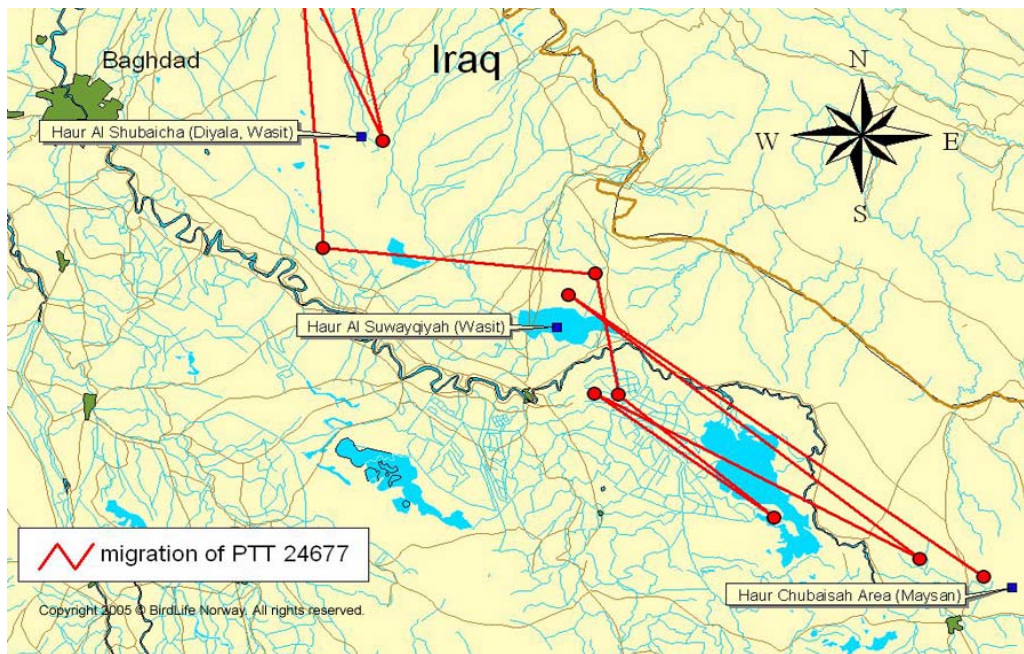 Baghdad
Iraq
N
Haur Al Shubaicha (Diyala, Wasit)
W
E
S
Haur Al Suwayqiyah (Wasit)
migration of PTT 24677
Haur Chubaisah Area (Maysan)
Copyright 2005 © BirdLife Norway. All rights reserved.